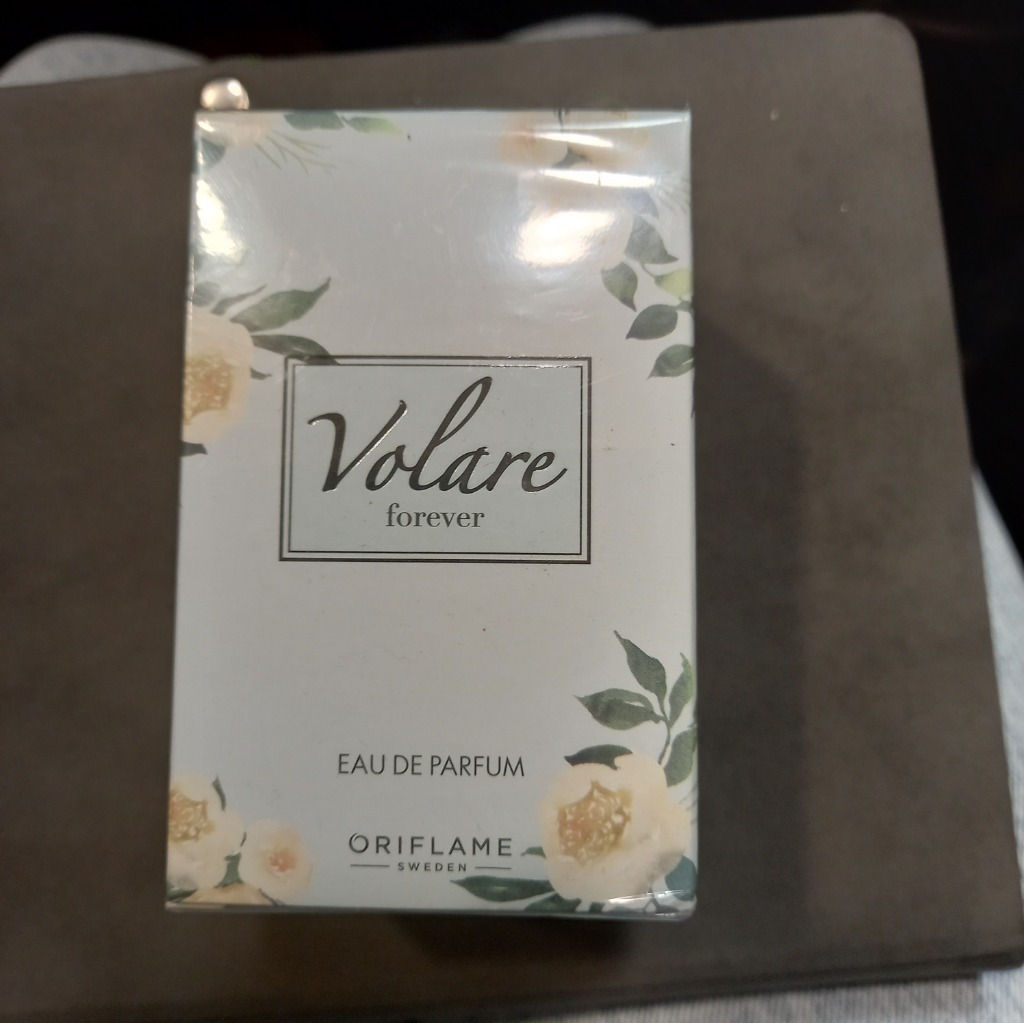 Volare
forever
EAU DE PARFUM
ORIFLAME
SWEDEN